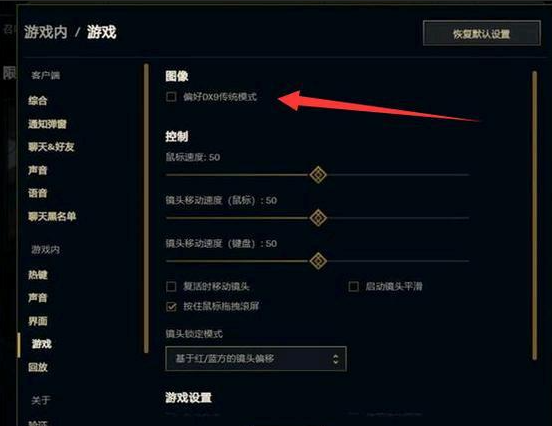 游戏内 / 游戏
恢复默认设置
客户端
综合
通知弹窗
聊天&好友
声音
语音
聊天黑名单
游戏内
热键
声音
界面
游戏
回放
关于
验证
图像
偏好DX9传统模式
控制
鼠标速度: 50
镜头移动速度（鼠标）: 50
镜头移动速度（键盘）: 50
复活时移动镜头
启动镜头平滑
按住鼠标拖拽滚屏
镜头锁定模式
基于红/蓝方的镜头偏移
游戏设置